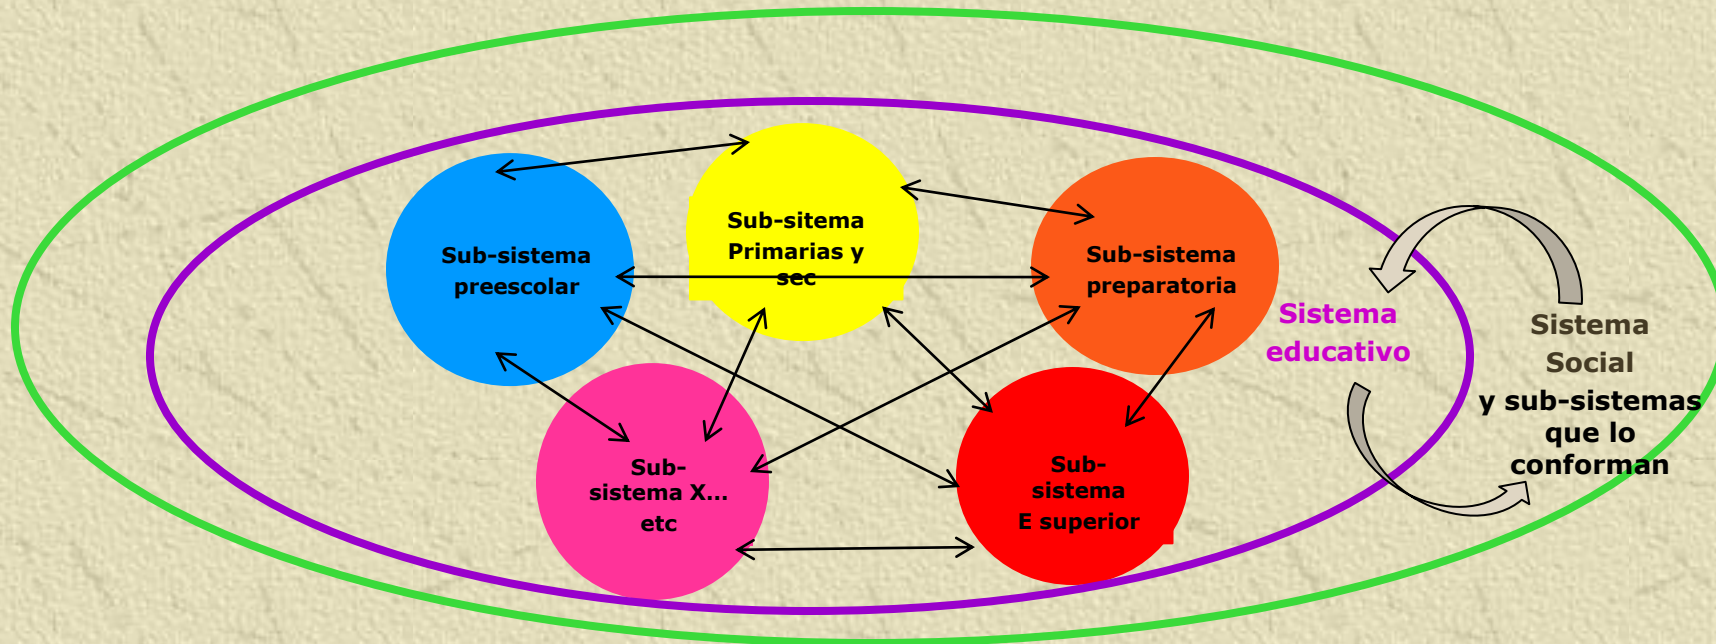 Sub-sistema
preescolar
Sub-sitema
Primarias y
sec
Sub-sistema
preparatoria
Sistema
educativo
Sistema
Social
y sub-sistemas
que lo
conforman
Sub-
sistema X...
etc
Sub-
sistema
E superior